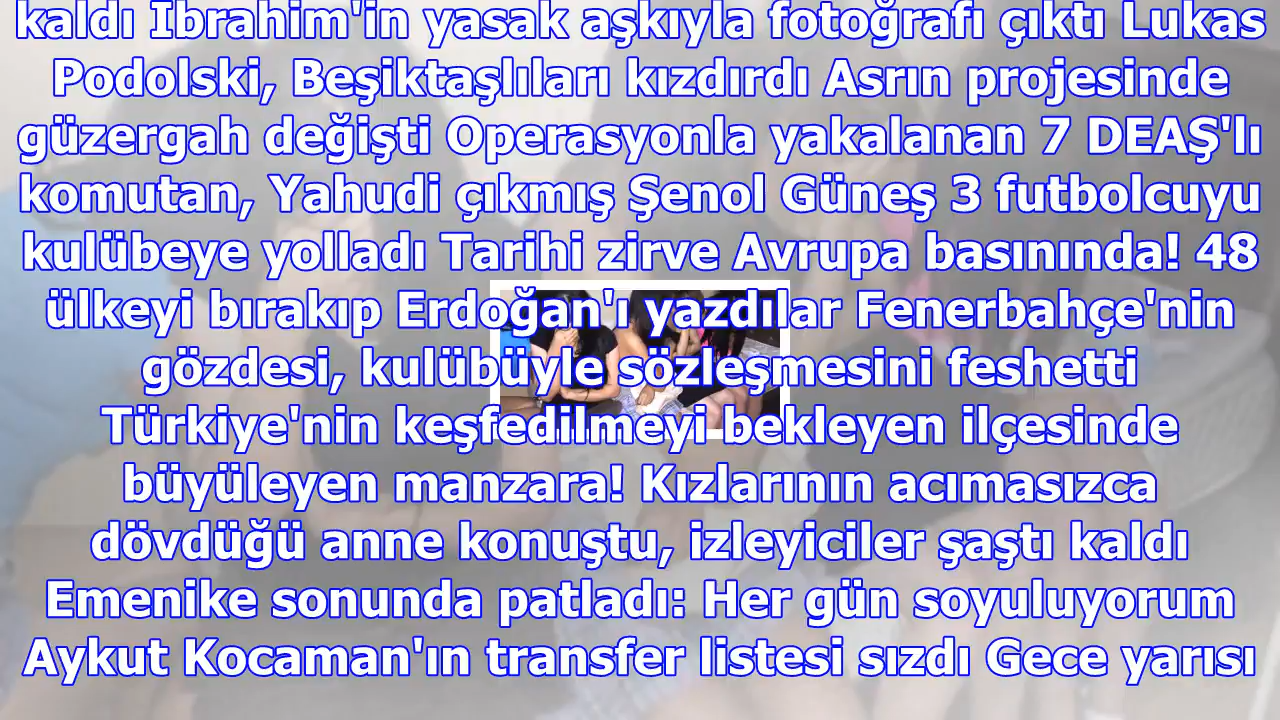 kaldı İbrahim'in yasak aşkıyla fotoğrafı çıktı Lukas
Podolski, Beşiktaşlıları kızdırdı Asrın projesinde
güzergah değişti Operasyonla yakalanan 7 DEAŞ'lı
komutan, Yahudi çıkmış Şenol Güneş 3 futbolcuyu
kulübeye yolladı Tarihi zirve Avrupa basınında! 48
ülkeyi bırakıp Erdoğan'ı yazdılar Fenerbahçe'nin
gözdesi, kulübüyle sözleşmesini feshetti
Türkiye'nin keşfedilmeyi bekleyen ilçesinde
büyüleyen manzara! Kızlarının acımasızca
dövdüğü anne konuştu, izleyiciler şaştı kaldı
Emenike sonunda patladı: Her gün soyuluyorum
Aykut Kocaman'ın transfer listesi sızdı Gece yarısı